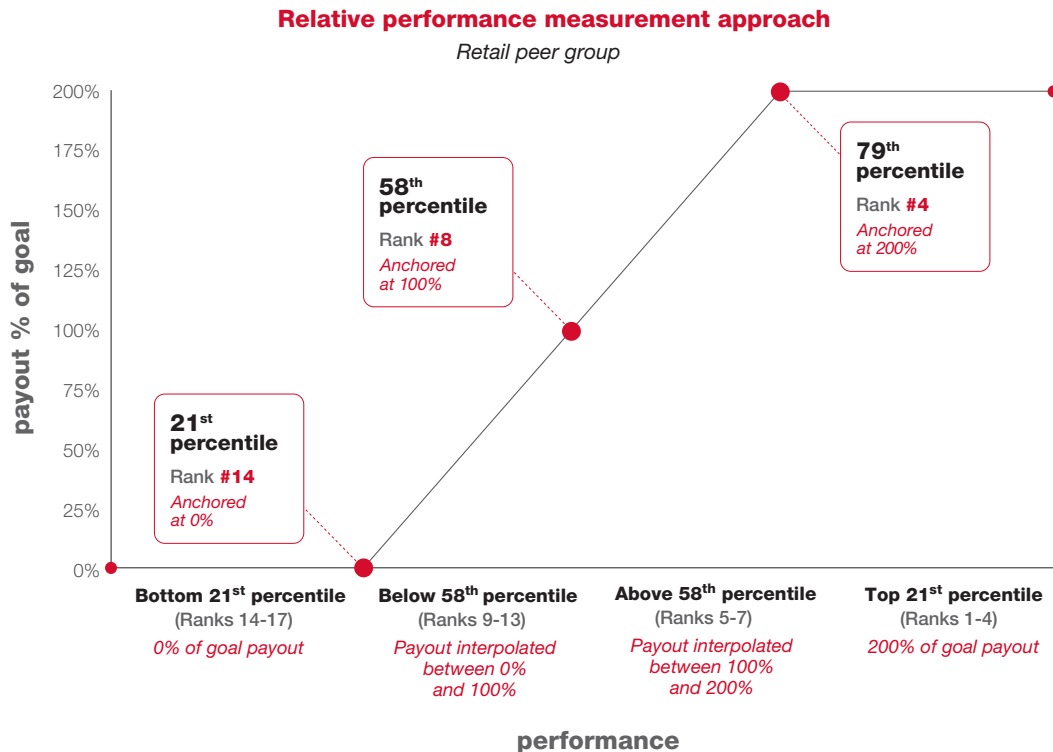 Relative performance measurement approach
Retail peer group
payout % of goal
200%
175%
150%
125%
100%
75%
50%
25%
0%
21st
percentile
Rank #14
Anchored
at 0%
58th
percentile
Rank #8
Anchored
at 100%
79th
percentile
Rank #4
Anchored
at 200%
Bottom 21st percentile
(Ranks 14-17)
0% of goal payout
Below 58th percentile
(Ranks 9-13)
Payout interpolated
between 0%
and 100%
Above 58th percentile
(Ranks 5-7)
Payout interpolated
between 100%
and 200%
Top 21st percentile
(Ranks 1-4)
200% of goal payout
performance